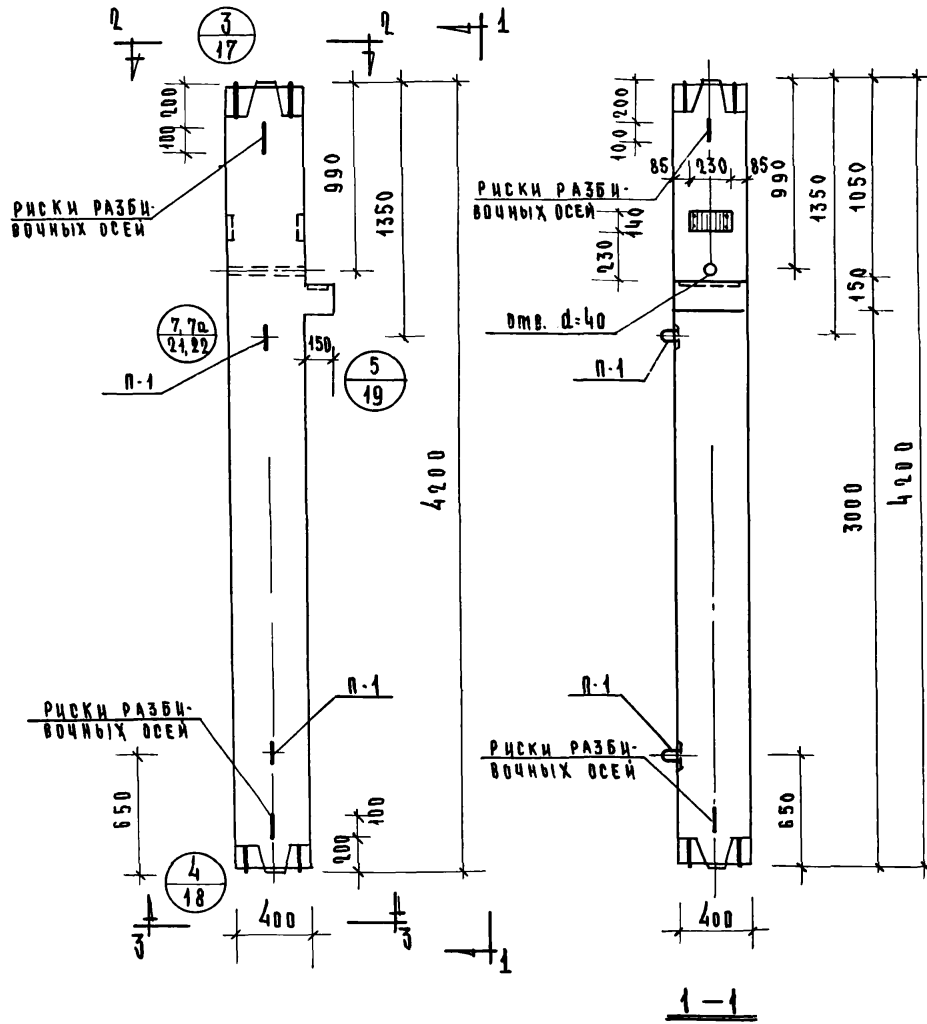 2
3
17
2
1
100 200
РИСКИ РАЗБИ-
ВОЧНЫХ ОСЕЙ
990
1350
7, 7а
21, 22
150
П-1
5
19
4200
П-1
РИСКИ РАЗБИ-
ВОЧНЫХ ОСЕЙ
650
100
200
4
18
3
400
3
1
200
100
85
230
85
РИСКИ РАЗБИ-
ВОЧНЫХ ОСЕЙ
140
230
990
1350
1050
150
отв. d=40
П-1
3000
4200
П-1
РИСКИ РАЗБИ-
ВОЧНЫХ ОСЕЙ
650
400
1-1